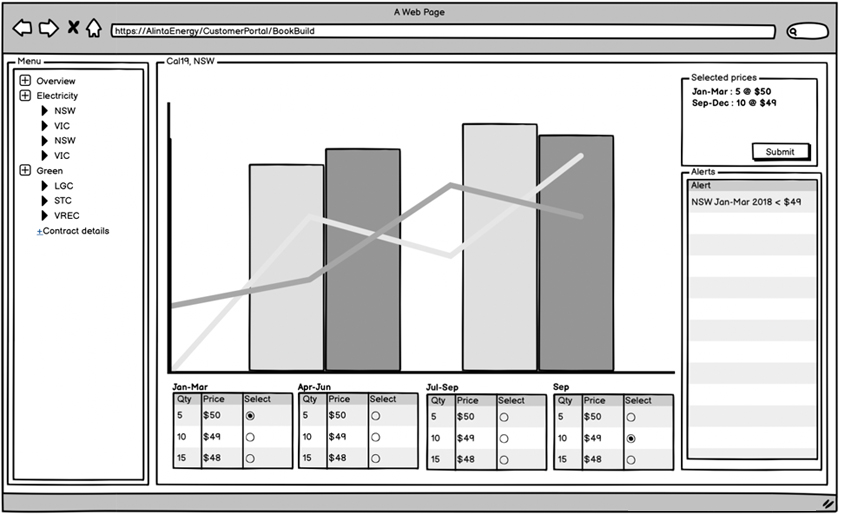 A Web Page
https://AlintaEnergy/CustomerPortal/BookBuild
Menu
Overview
Electricity
NSW
VIC
NSW
VIC
Green
LGC
STC
VREC
+Contract details
Cal19, NSW
Jan-Mar
Qty Price Select
5 $50
10 $49
15 $48
Apr-Jun
Qty Price Select
5 $50
10 $49
15 $48
Jul-Sep
Qty Price Select
5 $50
10 $49
15 $48
Sep
Qty Price Select
5 $50
10 $49
15 $48
Selected prices
Jan-Mar : 5 @ $50
Sep-Dec : 10 @ $49
Submit
Alerts
Alert
NSW Jan-Mar 2018 < $49